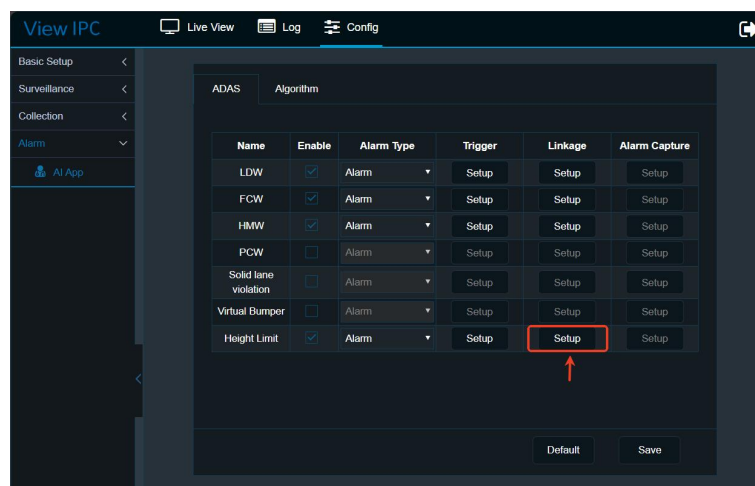 View IPC
Live View
Log
Config
Basic Setup
Surveillance
Collection
Alarm
AI App
ADAS Algorithm
Name Enable Alarm Type Trigger Linkage Alarm Capture
LDW Alarm Setup Setup Setup
FCW Alarm Setup Setup Setup
HMW Alarm Setup Setup Setup
PCW Alarm Setup Setup Setup
Solid lane
violation Alarm Setup Setup Setup
Virtual Bumper Alarm Setup Setup Setup
Height Limit Alarm Setup Setup Setup
Default Save